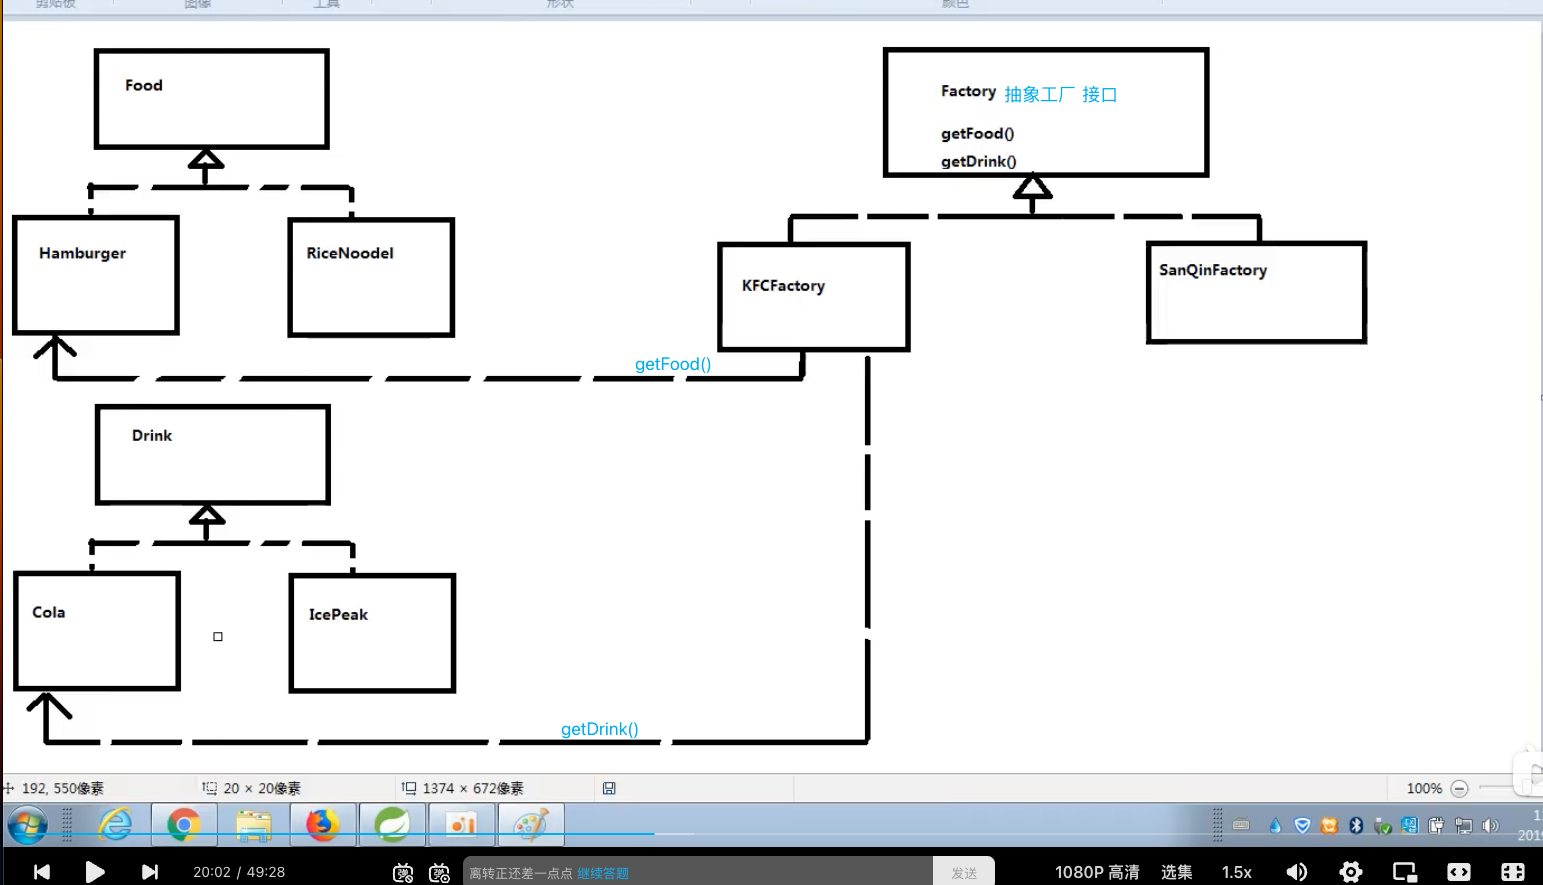 剪贴板 图像 工具 形状 颜色
Food
Factory 抽象工厂 接口
getFood()
getDrink()
Hamburger
RiceNoodel
KFCFactory
SanQinFactory
getFood()
Drink
Cola
IcePeak
getDrink()
192, 550像素 20 × 20像素 1374 × 672像素 100%
20:02 / 49:28 离转正还差一点点 继续答题 发送 1080P 高清 选集 1.5x